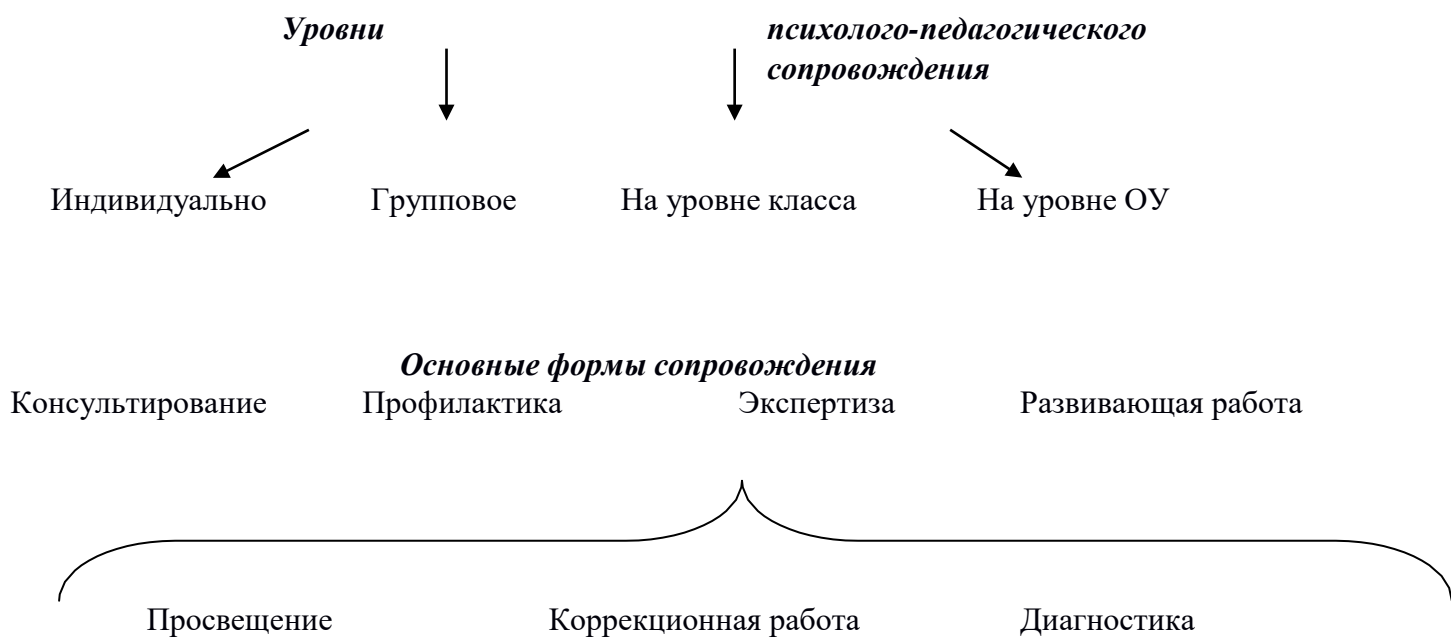 Уровни психолого-педагогического
сопровождения
Индивидуально Групповое На уровне класса На уровне ОУ
Основные формы сопровождения
Консультирование Профилактика Экспертиза Развивающая работа
Просвещение Коррекционная работа Диагностика